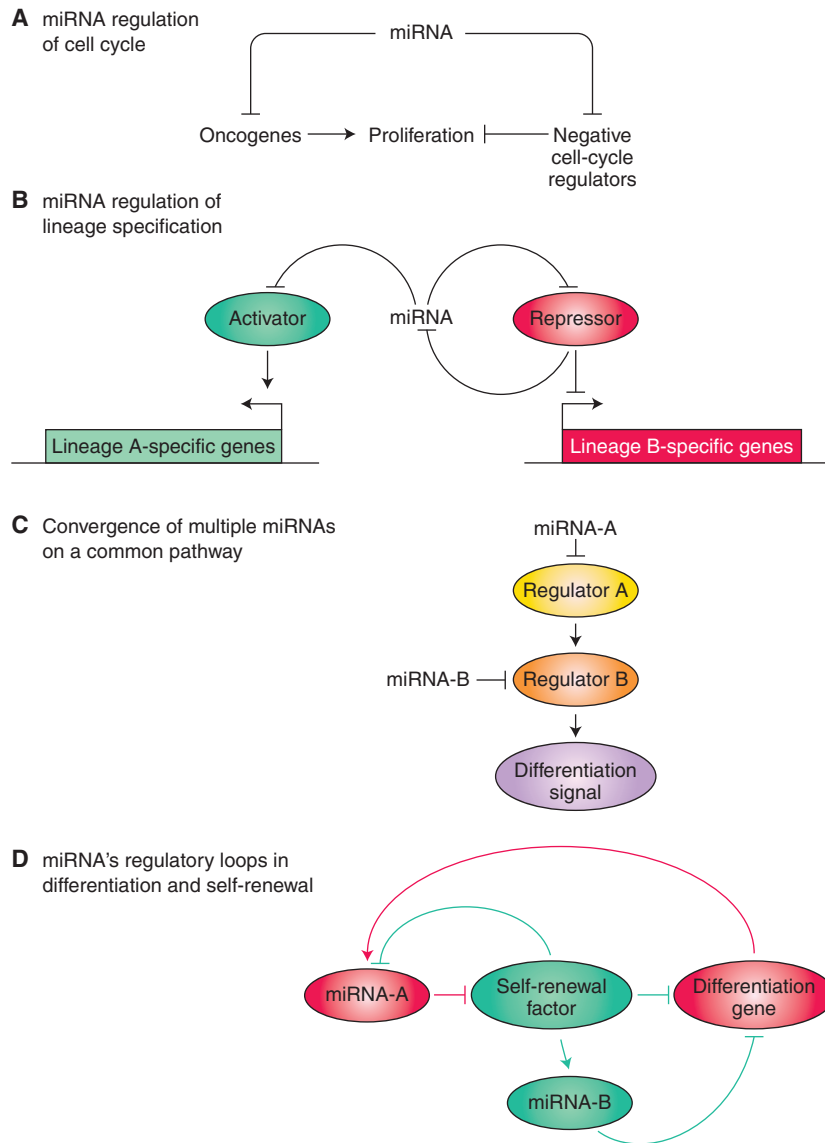 A miRNA regulation
of cell cycle
miRNA
Oncogenes
Proliferation
Negative
cell-cycle
regulators
B miRNA regulation of
lineage specification
Activator
miRNA
Repressor
Lineage A-specific genes
Lineage B-specific genes
C Convergence of multiple miRNAs
on a common pathway
miRNA-A
Regulator A
miRNA-B
Regulator B
Differentiation
signal
D miRNA's regulatory loops in
differentiation and self-renewal
miRNA-A
Self-renewal
factor
Differentiation
gene
miRNA-B